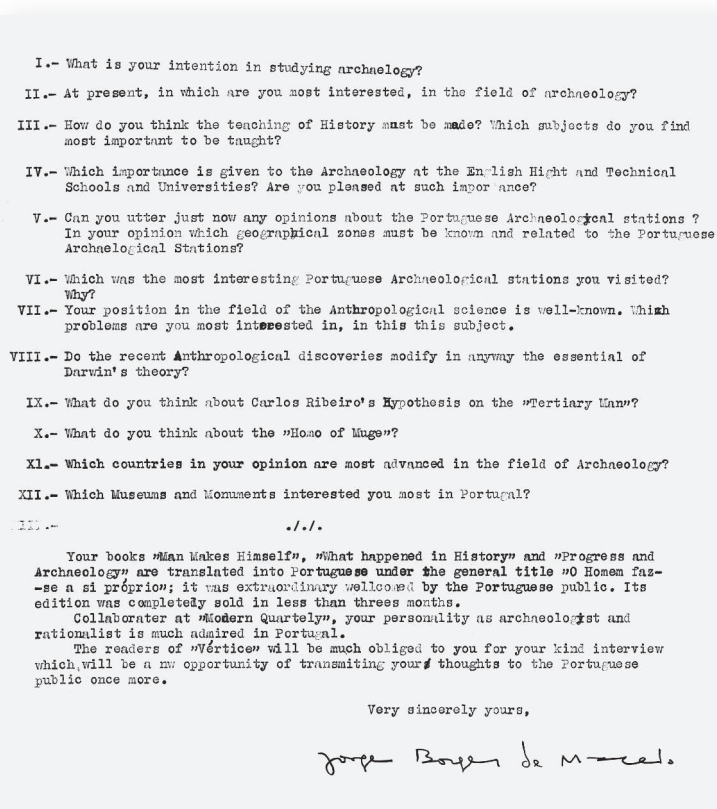 I.- What is your intention in studying archaelogy?
II.- At present, in which are you most interested, in the field of archaeology?
III.- How do you think the teaching of History must be made? Which subjects do you find
most important to be taught?
IV.- Which importance is given to the Archaeology at the English Hight and Technical
Schools and Universities? Are you pleased at such impor ance?
V.- Can you utter just now any opinions about the Portuguese Archaeological stations ?
In your opinion which geographical zones must be known and related to the Portuguese
Archaelogical Stations?
VI.- Which was the most interesting Portuguese Archaeological stations you visited?
Why?
VII.- Your position in the field of the Anthropological science is well-known. Which
problems are you most interested in, in this this subject.
VIII.- Do the recent Anthropological discoveries modify in anyway the essential of
Darwin's theory?
IX.- What do you think about Carlos Ribeiro's Hypothesis on the "Tertiary Man"?
X.- What do you think about the "Homo of Muge"?
XI.- Which countries in your opinion are most advanced in the field of Archaeology?
XII.- Which Museums and Monuments interested you most in Portugal?
III.- ././.
Your books "Man Makes Himself", "What happened in History" and "Progress and
Archaeology" are translated into Portuguese under the general title "O Homem faz-
-se a si próprio"; it was extraordinary wellcomed by the Portuguese public. Its
edition was completedy sold in less than threes months.
Collaborater at "Modern Quartely", your personality as archaeologist and
rationalist is much admired in Portugal.
The readers of "Vértice" will be much obliged to you for your kind interview
which,will be a nw opportunity of transmiting your thoughts to the Portuguese
public once more.
Very sincerely yours,
Jorge Borges de Macedo